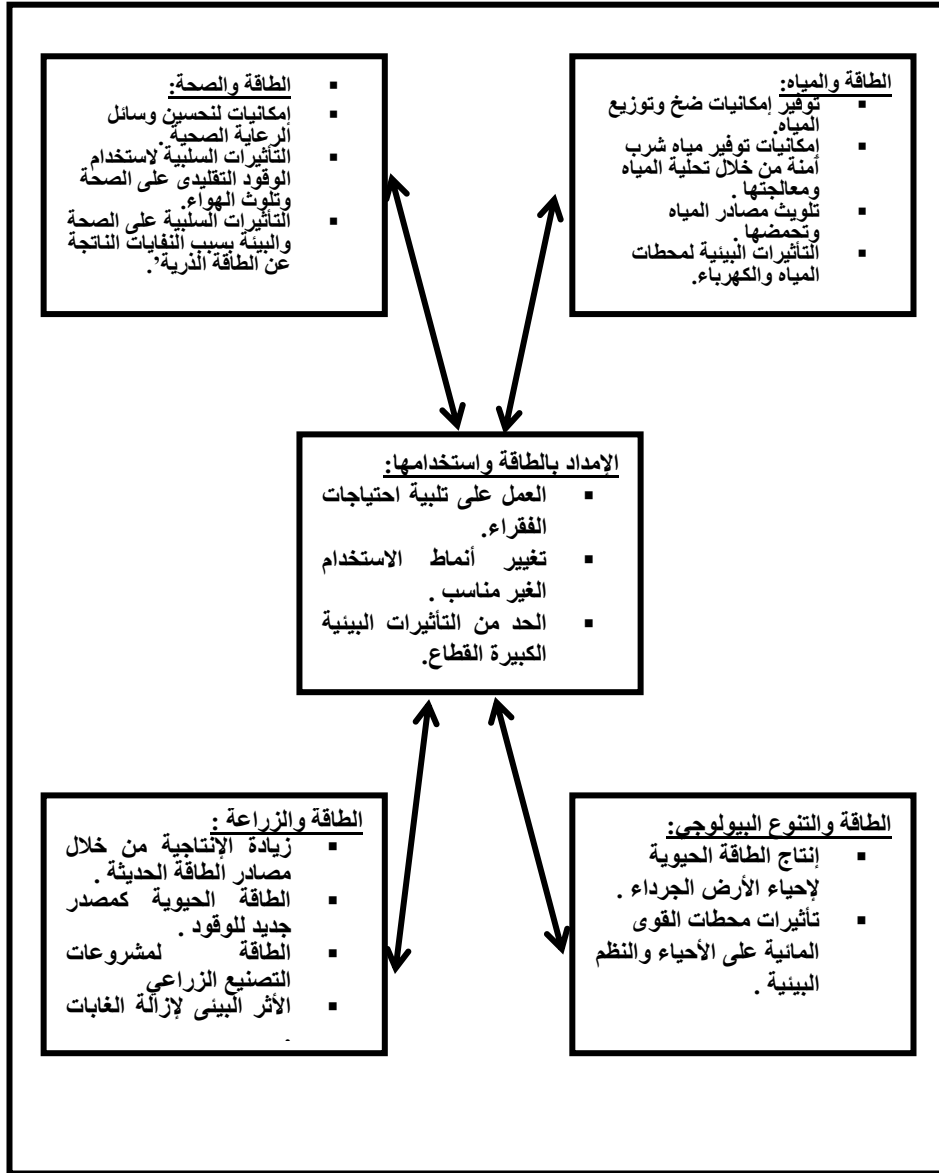 الطاقة والمياه:
▪ توفير إمكانيات ضخ وتوزيع
المياه.
▪ إمكانيات توفير مياه شرب
آمنة من خلال تحلية المياه
ومعالجتها .
▪ تلويث مصادر المياه
وتحمضها.
▪ التأثيرات البيئية لمحطات
المياه والكهرباء.
▪ الطاقة والصحة:
▪ إمكانيات لنحسين وسائل
الرعاية الصحية .
▪ التأثيرات السلبية لاستخدام
الوقود التقليدى على الصحة
وتلوث الهواء.
▪ التأثيرات السلبية على الصحة
والبيئة بسبب النفايات الناتجة
عن الطاقة الذرية’.
الإمداد بالطاقة واستخدامها:
▪ العمل على تلبية احتياجات
الفقراء.
▪ تغيير أنماط الاستخدام
الغير مناسب .
▪ الحد من التأثيرات البيئية
الكبيرة القطاع.
الطاقة والتنوع البيولوجي:
▪ إنتاج الطاقة الحيوية
لإحياء الأرض الجرداء .
▪ تأثيرات محطات القوى
المائية على الأحياء والنظم
البيئية .
الطاقة والزراعة :
▪ زيادة الإنتاجية من خلال
مصادر الطاقة الحديثة .
▪ الطاقة الحيوية كمصدر
جديد للوقود .
▪ الطاقة لمشروعات
التصنيع الزراعي
▪ الأثر البيئى لإزالة الغابات
.